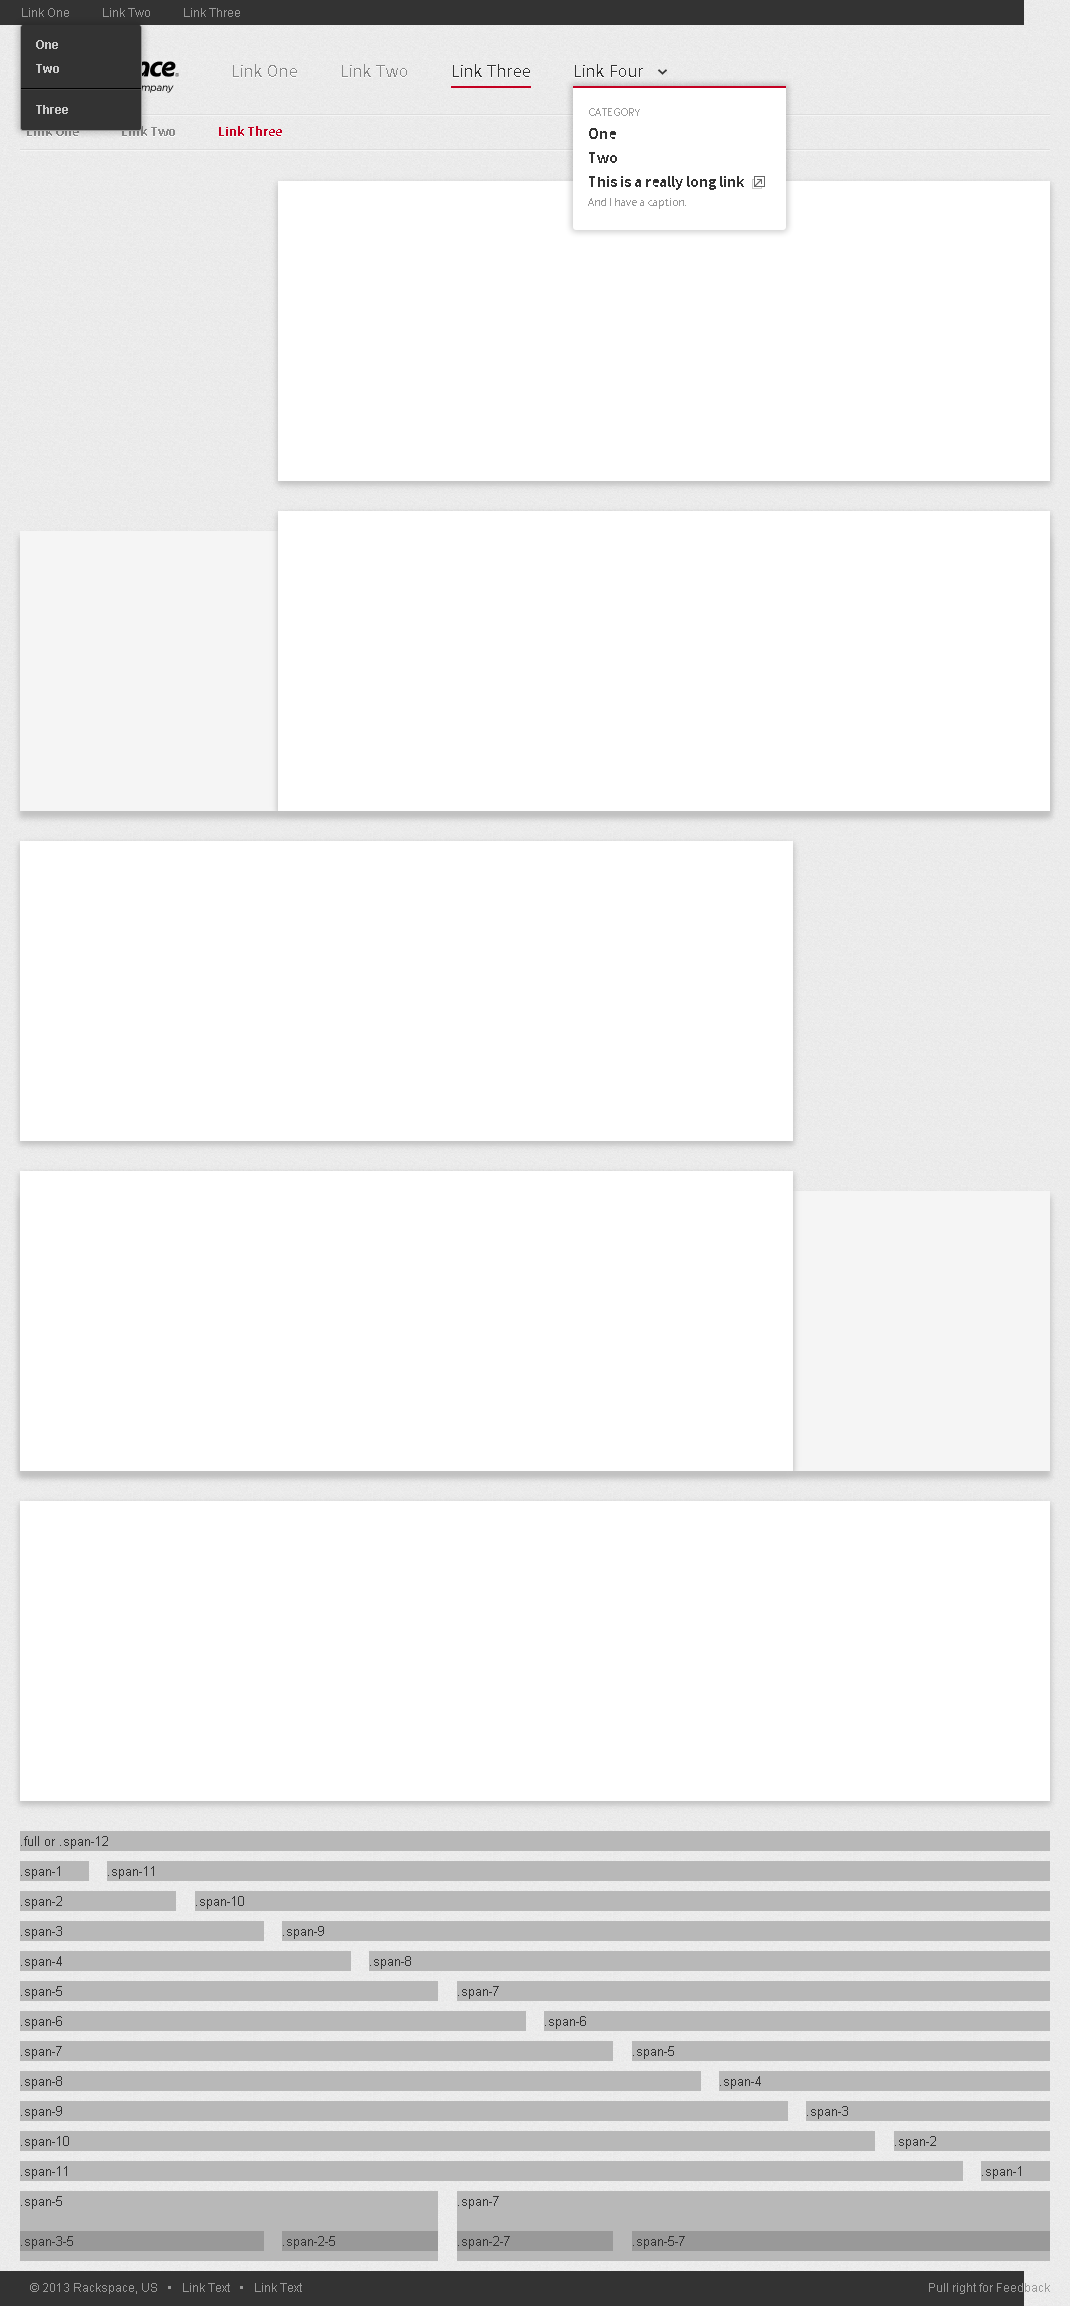 Link One Link Two Link Three
One
Two
Three
Link One Link Two Link Three Link Four
CATEGORY
One
Two
This is a really long link
And I have a caption.
Link One Link Two Link Three
.full or .span-12
.span-1 .span-11
.span-2 .span-10
.span-3 .span-9
.span-4 .span-8
.span-5 .span-7
.span-6 .span-6
.span-7 .span-5
.span-8 .span-4
.span-9 .span-3
.span-10 .span-2
.span-11 .span-1
.span-5 .span-7
.span-3-5 .span-2-5 .span-2-7 .span-5-7
© 2013 Rackspace, US • Link Text • Link Text Pull right for Feedback